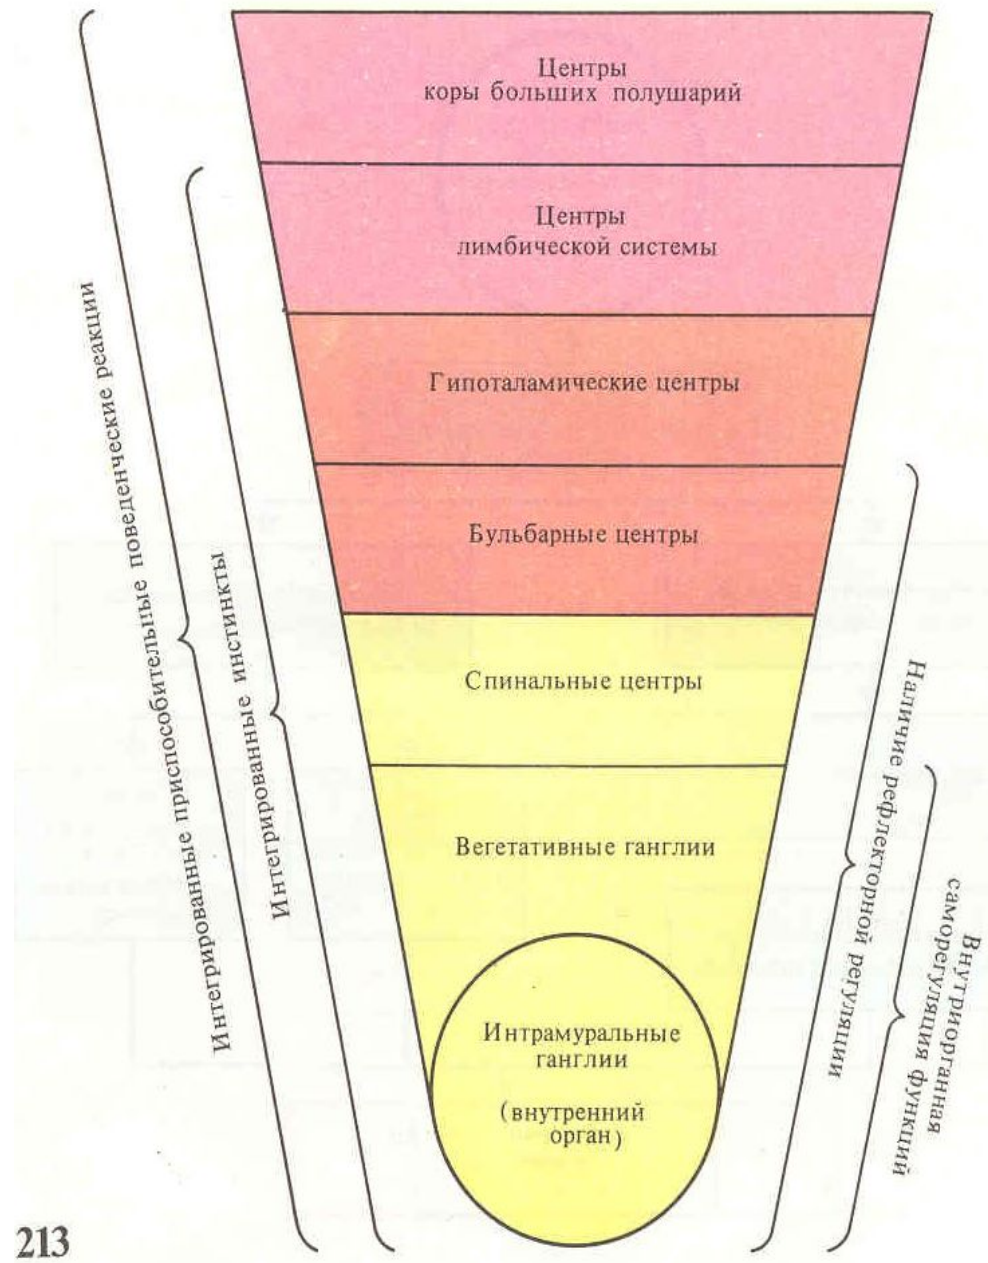 Центры
коры больших полушарий
Центры
лимбической системы
Гипоталамические центры
Бульбарные центры
Спинальные центры
Вегетативные ганглии
Интрамуральные
ганглии
(внутренний
орган)
Интегрированные приспособительные поведенческие реакции
Интегрированные инстинкты
Наличие рефлекторной регуляции
Внутриорганная
саморегуляция функций
213